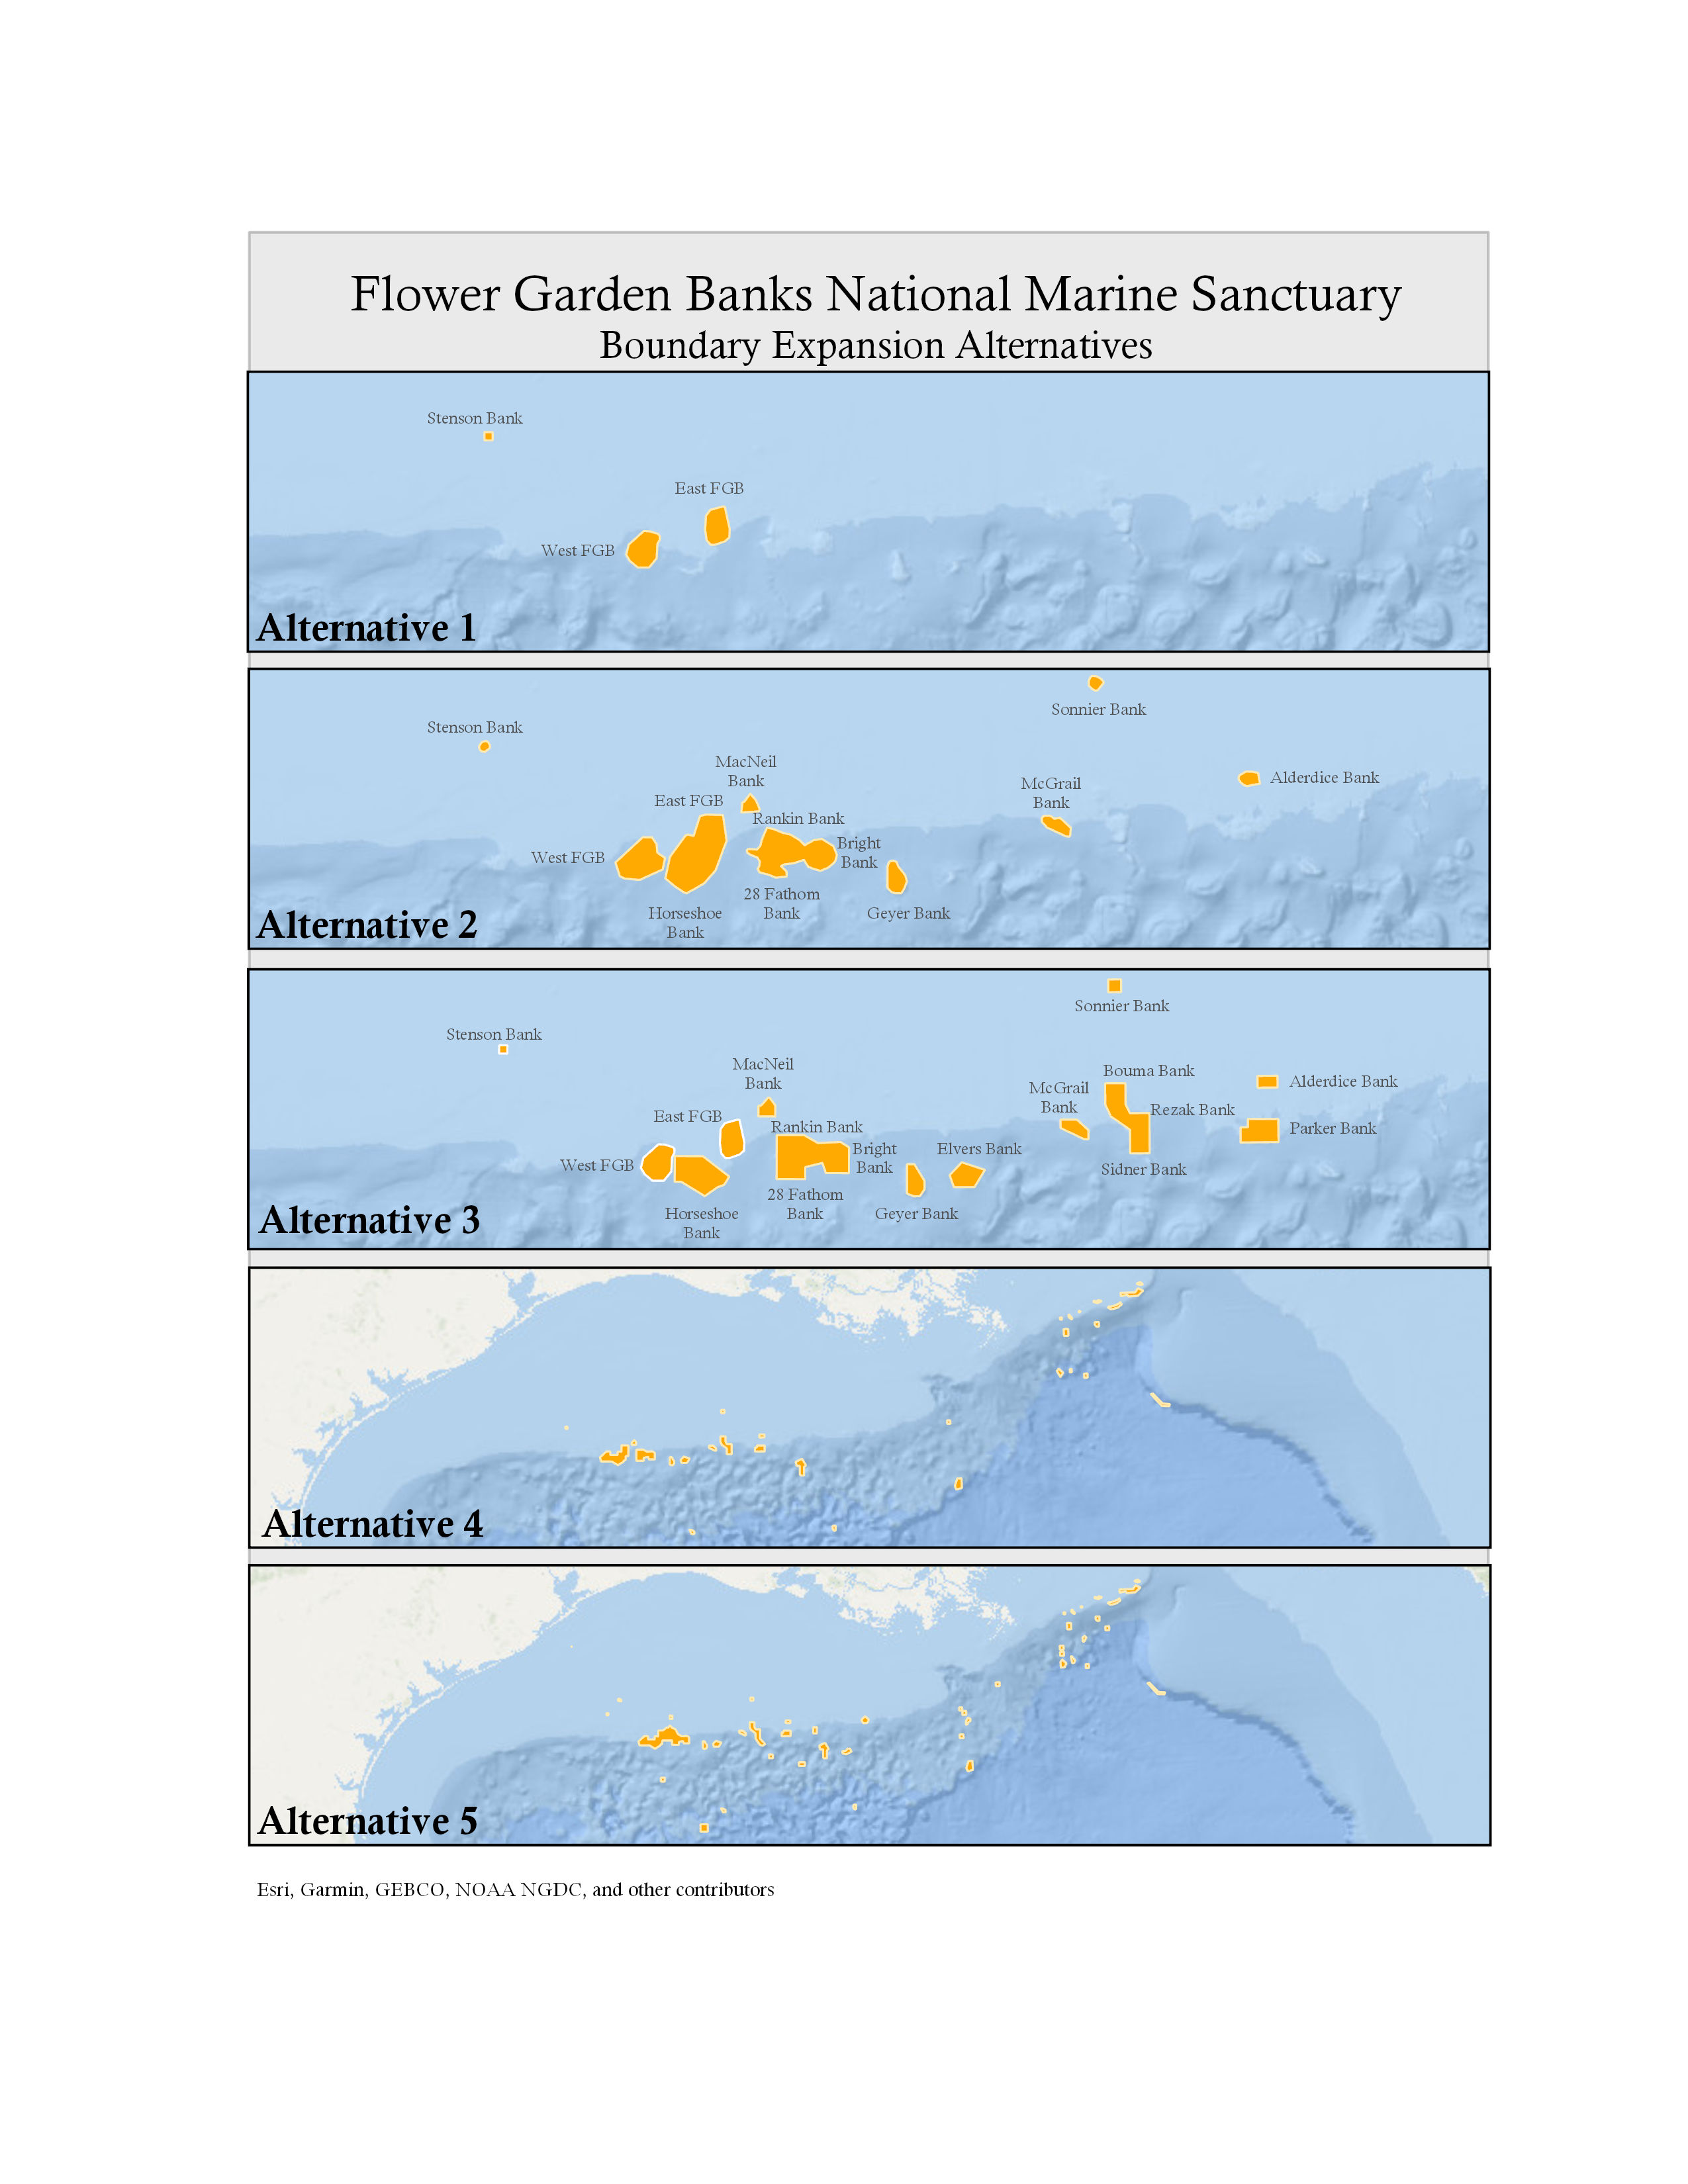 Flower Garden Banks National Marine Sanctuary
Boundary Expansion Alternatives
Stenson Bank
East FGB
West FGB
Alternative 1
Sonnier Bank
Stenson Bank
MacNeil
Bank
Alderdice Bank
McGrail
Bank
East FGB
Rankin Bank
Bright
Bank
West FGB
28 Fathom
Bank
Horseshoe
Bank
Geyer Bank
Alternative 2
Sonnier Bank
Stenson Bank
MacNeil
Bank
Bouma Bank
Alderdice Bank
McGrail
Bank
Rezak Bank
East FGB
Rankin Bank
Parker Bank
Bright
Bank
Elvers Bank
West FGB
Sidner Bank
28 Fathom
Bank
Horseshoe
Bank
Geyer Bank
Alternative 3
Alternative 4
Alternative 5
Esri, Garmin, GEBCO, NOAA NGDC, and other contributors